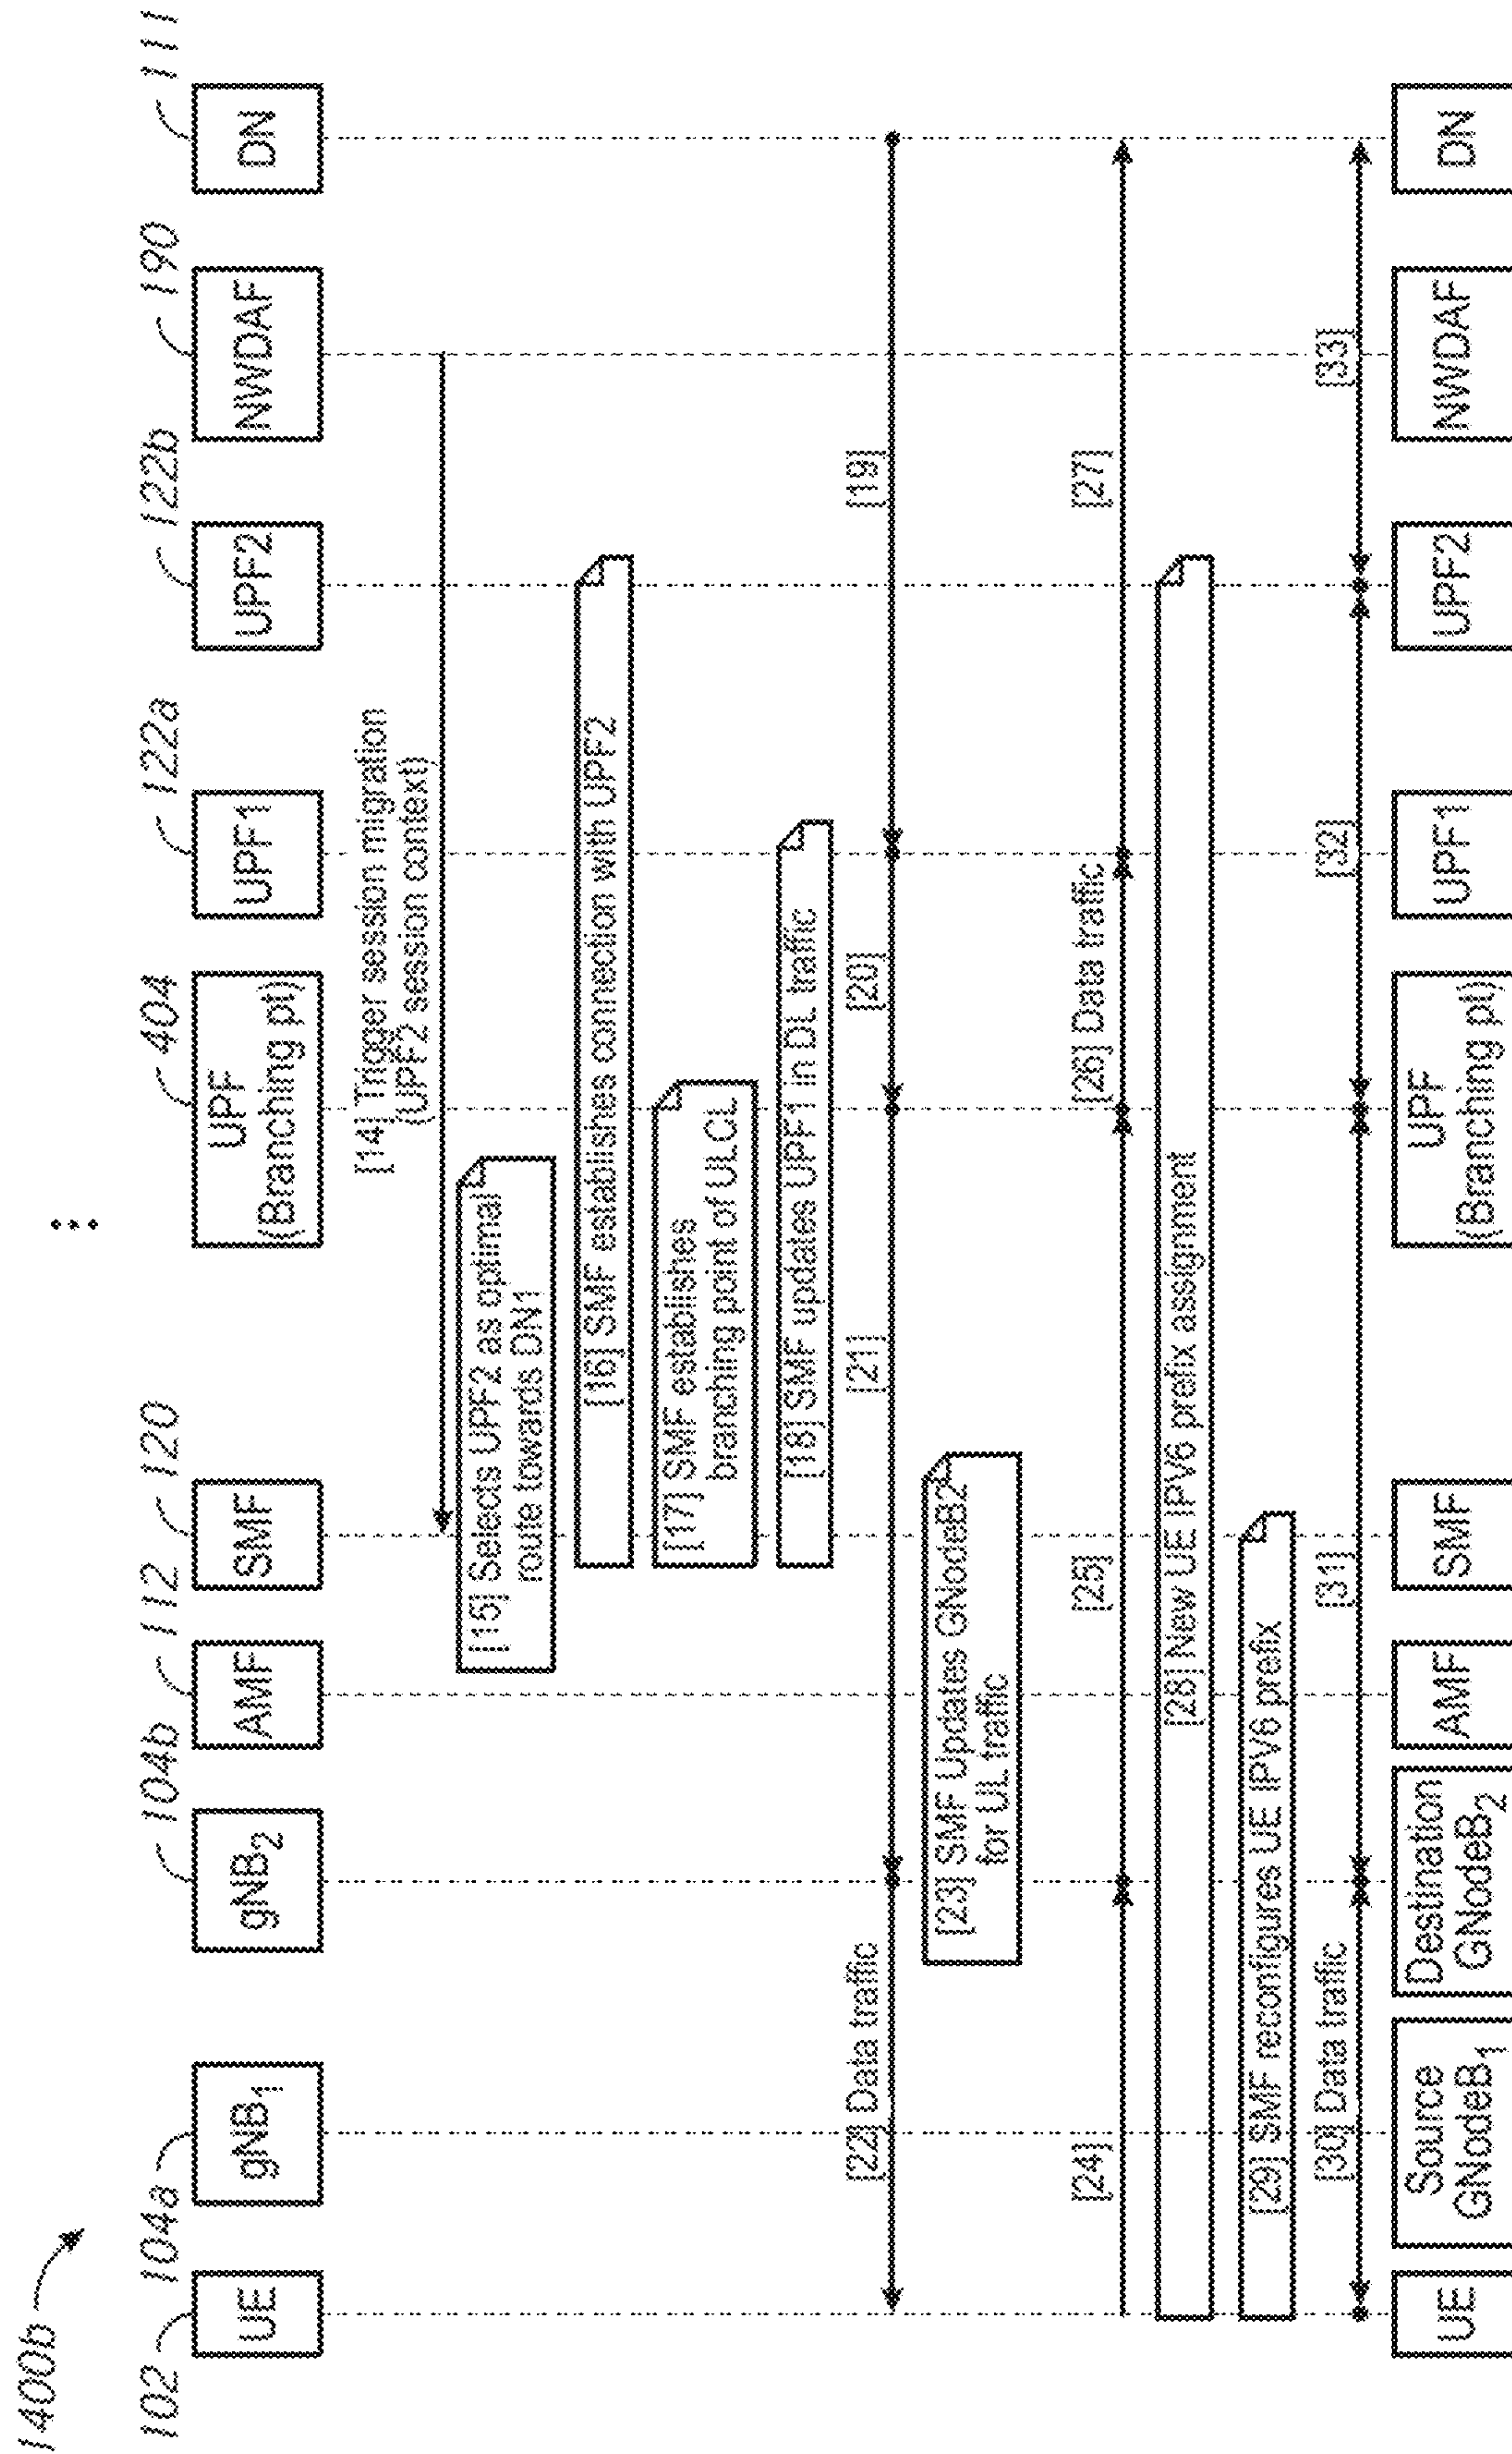 1400b
102
104a
104b
112
120
404
122a
122b
190
111
UE
gNB1
gNB2
AMF
SMF
UPF
(Branching pt)
UPF1
UPF2
NWDAF
DN
[14] Trigger session migration
(UPF2 session context)
[15] Selects UPF2 as optimal
route towards DN1
[16] SMF establishes connection with UPF2
[17] SMF establishes
branching point of ULCL
[18] SMF updates UPF1 in DL traffic
[22] Data traffic
[21]
[20]
[19]
[23] SMF Updates GNodeB2
for UL traffic
[24]
[25]
[26] Data traffic
[27]
[28] New UE IPV6 prefix assignment
[29] SMF reconfigures UE IPV6 prefix
[30] Data traffic
[31]
[32]
[33]
UE
Source
GNodeB1
Destination
GNodeB2
AMF
SMF
UPF
(Branching pt)
UPF1
UPF2
NWDAF
DN